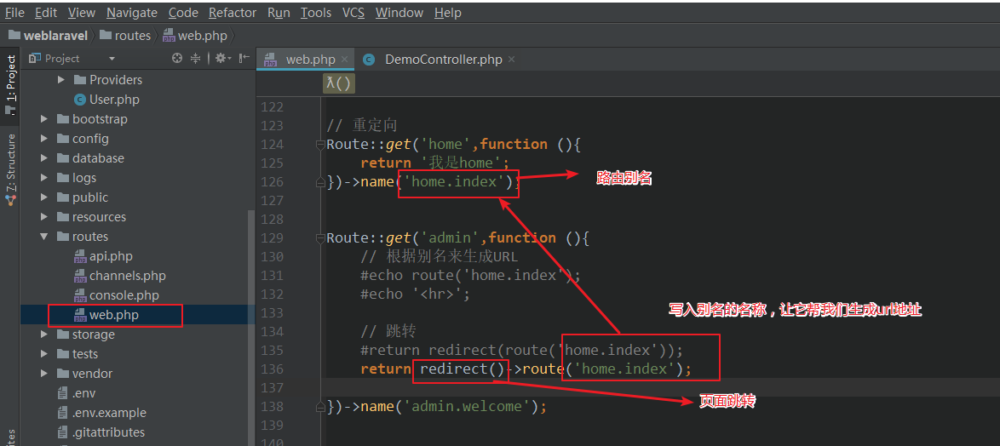 File Edit View Navigate Code Refactor Run Tools VCS Window Help
weblaravel routes web.php
1: Project
7: Structure
Project
Providers
User.php
bootstrap
config
database
logs
public
resources
routes
api.php
channels.php
console.php
web.php
storage
tests
vendor
.env
.env.example
.gitattributes
web.php DemoController.php
λ()
122
123 // 重定向
124 Route::get('home',function (){
125 return '我是home';
126 })->name('home.index');
路由别名
127
128
129 Route::get('admin',function (){
130 // 根据别名来生成URL
131 #echo route('home.index');
132 #echo '<hr>';
133
写入别名的名称，让它帮我们生成url地址
134 // 跳转
135 #return redirect(route('home.index'));
136 return redirect()->route('home.index');
137
页面跳转
138 })->name('admin.welcome');
139
140